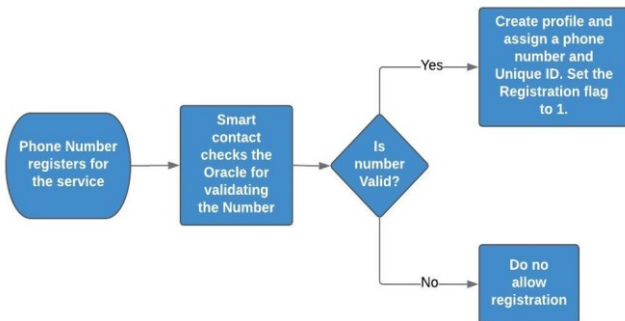 Phone Number
registers for
the service
Smart
contact
checks the
Oracle for
validating
the Number
Is
number
Valid?
Yes
Create profile and
assign a phone
number and
Unique ID. Set the
Registration flag
to 1.
No
Do no
allow
registration